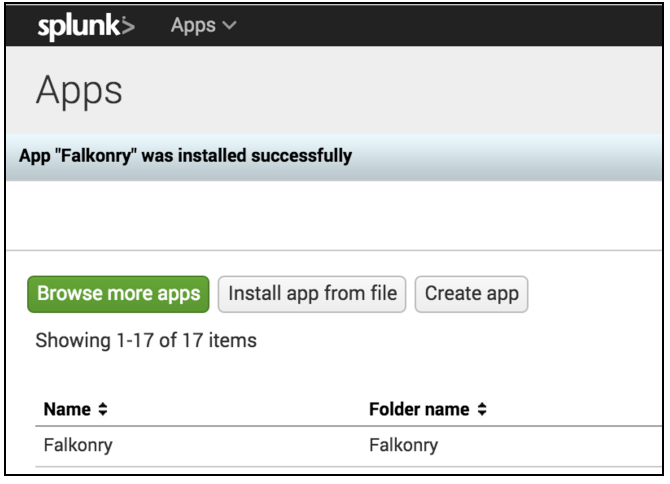 splunk> Apps
Apps
App "Falkonry" was installed successfully
Browse more apps Install app from file Create app
Showing 1-17 of 17 items
Name Folder name
Falkonry Falkonry